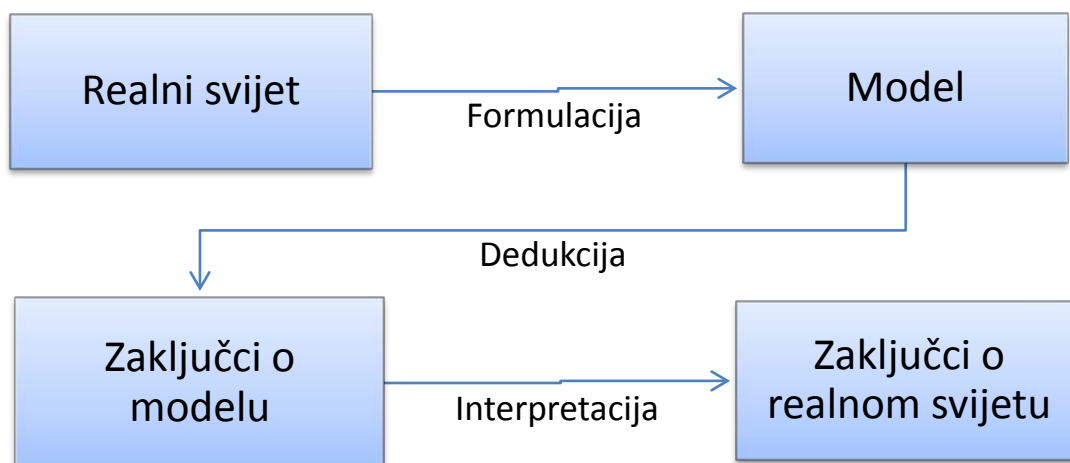 Realni svijet
Formulacija
Model
Dedukcija
Zaključci o
modelu
Interpretacija
Zaključci o
realnom svijetu